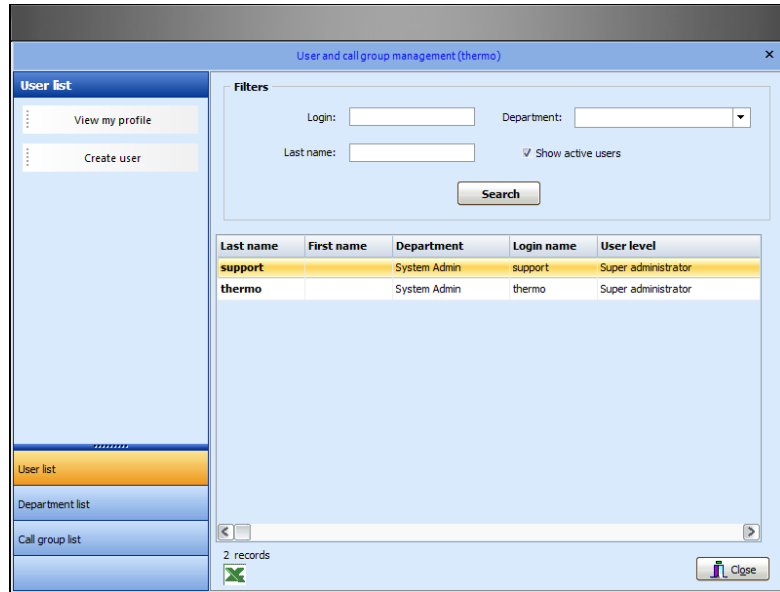 User and call group management (thermo)
User list
View my profile
Create user
Filters
Login:
Department:
Last name:
Show active users
Search
Last name First name Department Login name User level
support System Admin support Super administrator
thermo System Admin thermo Super administrator
User list
Department list
Call group list
2 records
Close